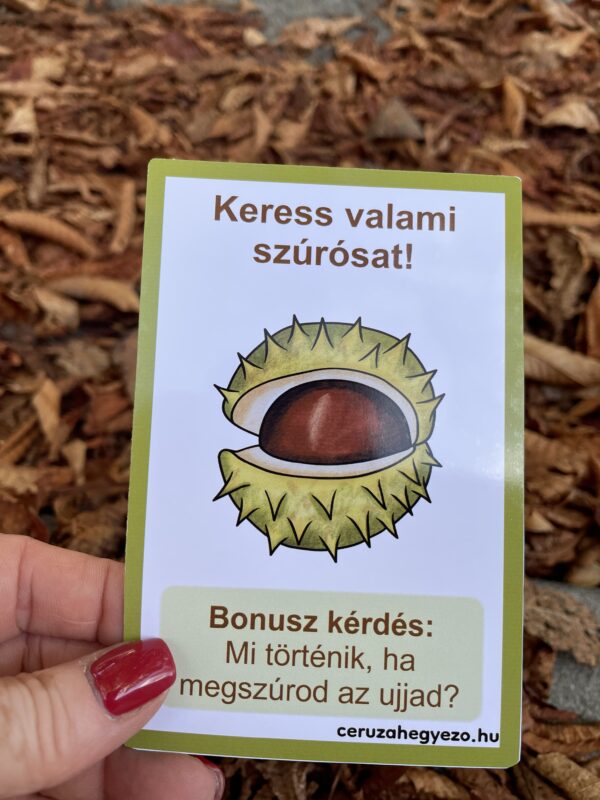 Keress valami
szúrósat!
Bonusz kérdés:
Mi történik, ha
megszúrod az ujjad?
ceruzahegyezo.hu